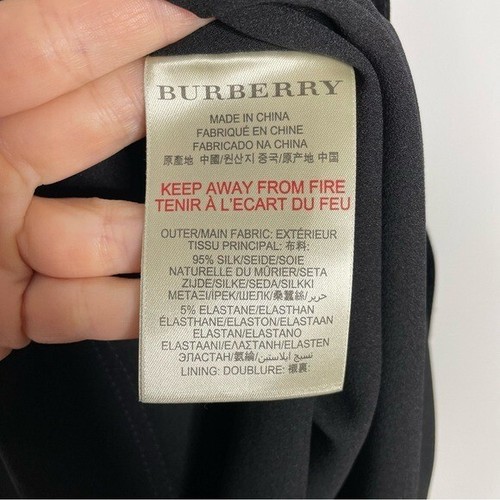 BURBERRY
MADE IN CHINA
FABRIQUÉ EN CHINE
FABRICADO NA CHINA
原產地 中國/원산지 중국/原产地 中国
KEEP AWAY FROM FIRE
TENIR À L'ECART DU FEU
OUTER/MAIN FABRIC: EXTÉRIEUR
TISSU PRINCIPAL: 布料:
95% SILK/SEIDE/SOIE
NATURELLE DU MÛRIER/SETA
ZIJDE/SILKE/SEDA/SILKKI
ΜΕΤΑΞΙ/İPEK/ШЕЛК/桑蠶絲/حرير
5% ELASTANE/ELASTHAN
ÉLASTHANE/ELASTON/ELASTAAN
ELASTAN/ELASTANO
ELASTAANI/ΕΛΑΣΤΑΝΗ/ELASTEN
ЭЛАСТАН/氨綸/نسيج ايلاستين
LINING: DOUBLURE: 襯裏: